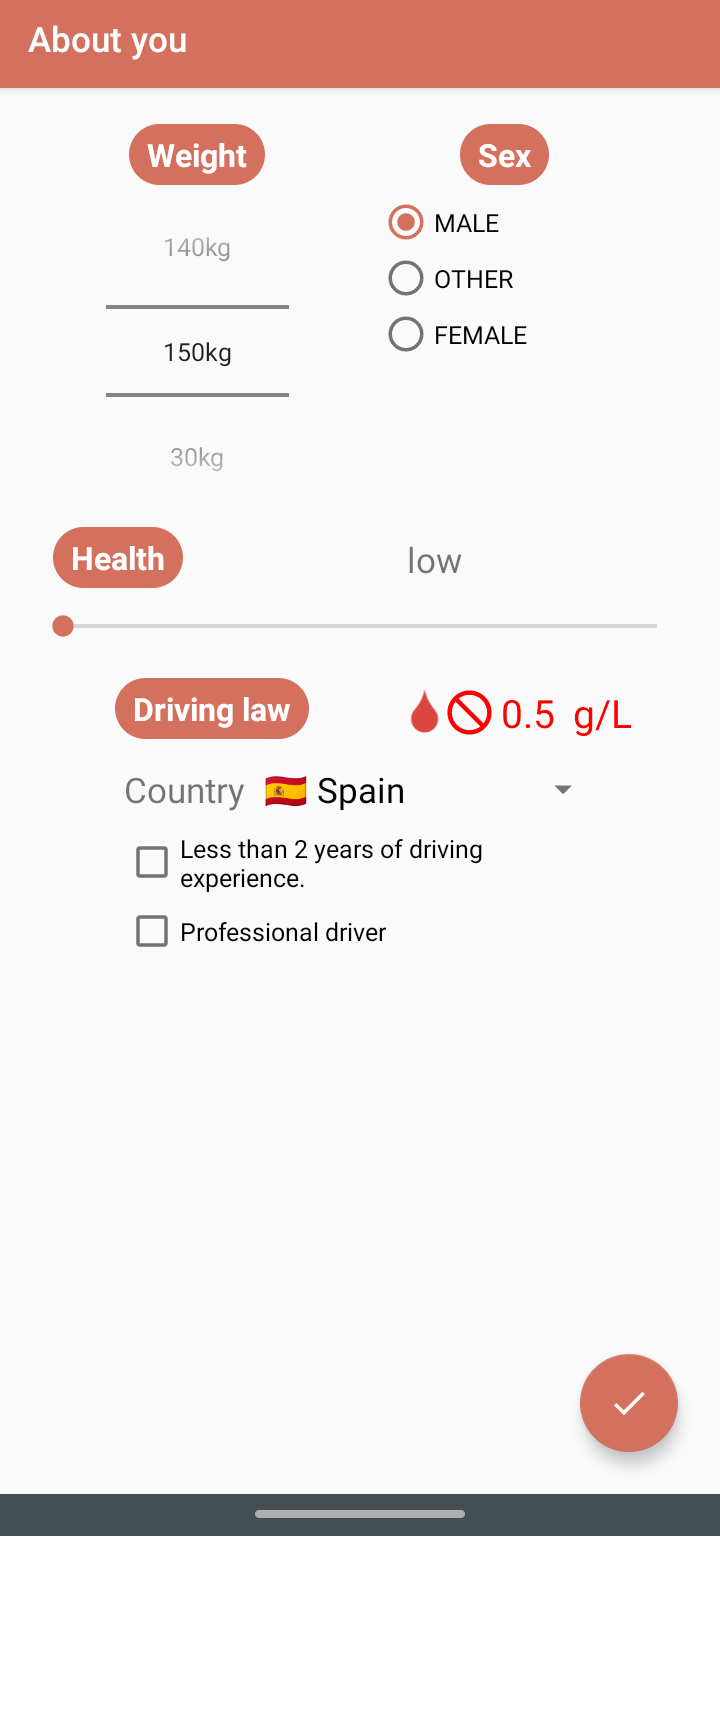 About you
Weight
Sex
140kg
150kg
30kg
MALE
OTHER
FEMALE
Health
low
Driving law
0.5 g/L
Country
Spain
Less than 2 years of driving
experience.
Professional driver